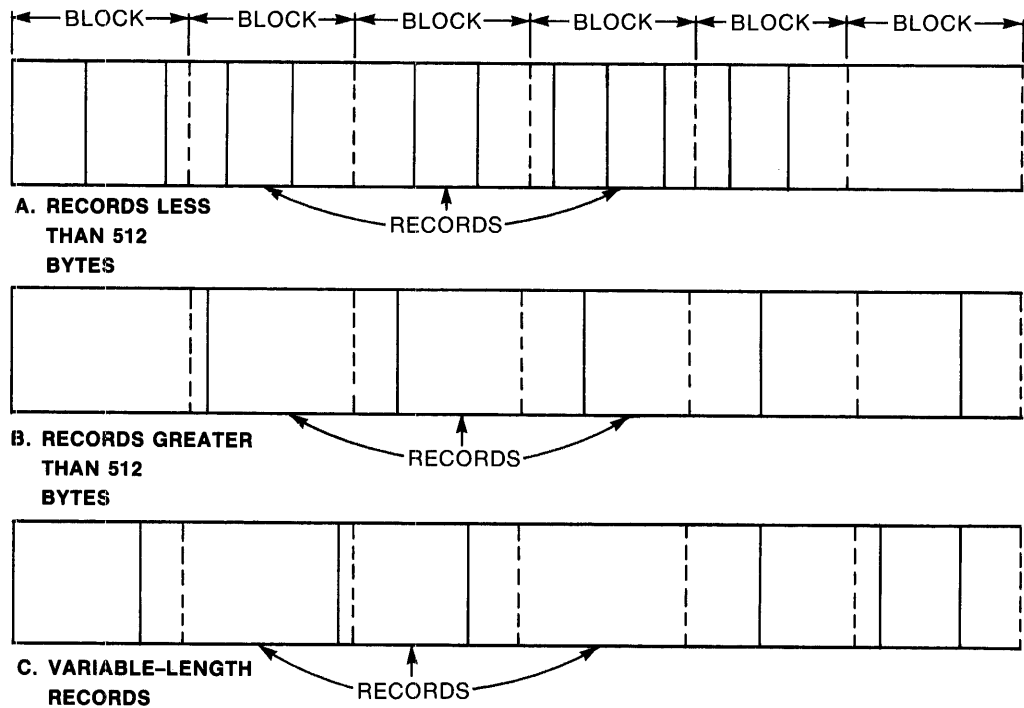 BLOCK BLOCK BLOCK BLOCK BLOCK BLOCK
RECORDS
A. RECORDS LESS
THAN 512
BYTES
RECORDS
B. RECORDS GREATER
THAN 512
BYTES
RECORDS
C. VARIABLE-LENGTH
RECORDS